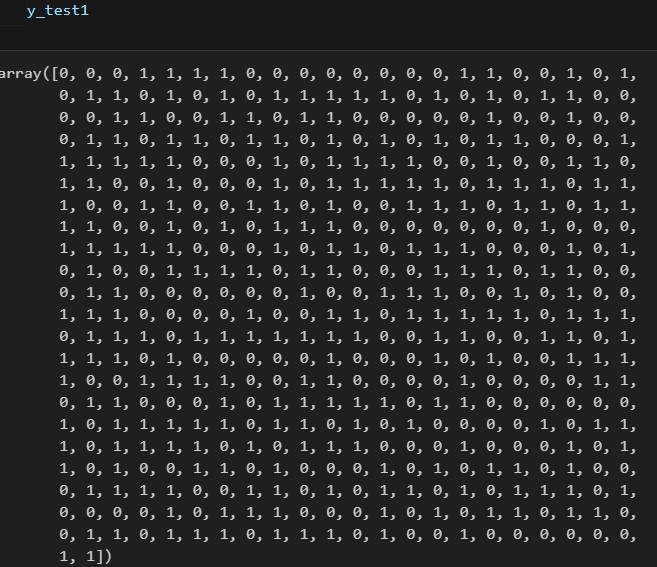 y_test1
array([0, 0, 0, 1, 1, 1, 1, 0, 0, 0, 0, 0, 0, 0, 0, 1, 1, 0, 0, 1, 0, 1,
0, 1, 1, 0, 1, 0, 1, 0, 1, 1, 1, 1, 1, 0, 1, 0, 1, 0, 1, 1, 0, 0,
0, 0, 1, 1, 0, 0, 1, 1, 0, 1, 1, 0, 0, 0, 0, 0, 1, 0, 0, 1, 0, 0,
0, 1, 1, 0, 1, 1, 0, 1, 1, 0, 1, 0, 1, 0, 1, 0, 1, 1, 0, 0, 0, 1,
1, 1, 1, 1, 1, 0, 0, 0, 1, 0, 1, 1, 1, 1, 0, 0, 1, 0, 0, 1, 1, 0,
1, 1, 0, 0, 1, 0, 0, 0, 1, 0, 1, 1, 1, 1, 1, 0, 1, 1, 1, 0, 1, 1,
1, 0, 0, 1, 1, 0, 0, 1, 1, 0, 1, 0, 0, 1, 1, 1, 0, 1, 1, 0, 1, 1,
1, 1, 0, 0, 1, 0, 1, 0, 1, 1, 1, 0, 0, 0, 0, 0, 0, 0, 1, 0, 0, 0,
1, 1, 1, 1, 1, 0, 0, 0, 1, 0, 1, 1, 0, 1, 1, 1, 0, 0, 0, 1, 0, 1,
0, 1, 0, 0, 1, 1, 1, 1, 0, 1, 1, 0, 0, 0, 1, 1, 1, 0, 1, 1, 0, 0,
0, 1, 1, 0, 0, 0, 0, 0, 0, 1, 0, 0, 1, 1, 1, 0, 0, 1, 0, 1, 0, 0,
1, 1, 1, 0, 0, 0, 0, 1, 0, 0, 1, 1, 0, 1, 1, 1, 1, 1, 0, 1, 1, 1,
0, 1, 1, 1, 0, 1, 1, 1, 1, 1, 1, 1, 0, 0, 1, 1, 0, 0, 1, 1, 0, 1,
1, 1, 1, 0, 1, 0, 0, 0, 0, 0, 1, 0, 0, 0, 1, 0, 1, 0, 0, 1, 1, 1,
1, 0, 0, 1, 1, 1, 1, 0, 0, 1, 1, 0, 0, 0, 0, 1, 0, 0, 0, 0, 1, 1,
0, 1, 1, 0, 0, 0, 1, 0, 1, 1, 1, 1, 1, 0, 1, 1, 0, 0, 0, 0, 0, 0,
1, 0, 1, 1, 1, 1, 1, 0, 1, 1, 0, 1, 0, 1, 0, 0, 0, 0, 1, 0, 1, 1,
1, 0, 1, 1, 1, 1, 0, 1, 0, 1, 1, 1, 0, 0, 0, 1, 0, 0, 0, 1, 0, 1,
1, 0, 1, 0, 0, 1, 1, 0, 1, 0, 0, 0, 1, 0, 1, 0, 1, 1, 0, 1, 0, 0,
0, 1, 1, 1, 1, 0, 0, 1, 1, 0, 1, 0, 1, 1, 0, 1, 0, 1, 1, 1, 0, 1,
0, 0, 0, 0, 1, 0, 1, 1, 1, 0, 0, 0, 1, 0, 1, 0, 1, 1, 0, 1, 1, 0,
0, 1, 1, 0, 1, 1, 1, 0, 1, 1, 1, 0, 1, 0, 0, 1, 0, 0, 0, 0, 0, 0,
1, 1])